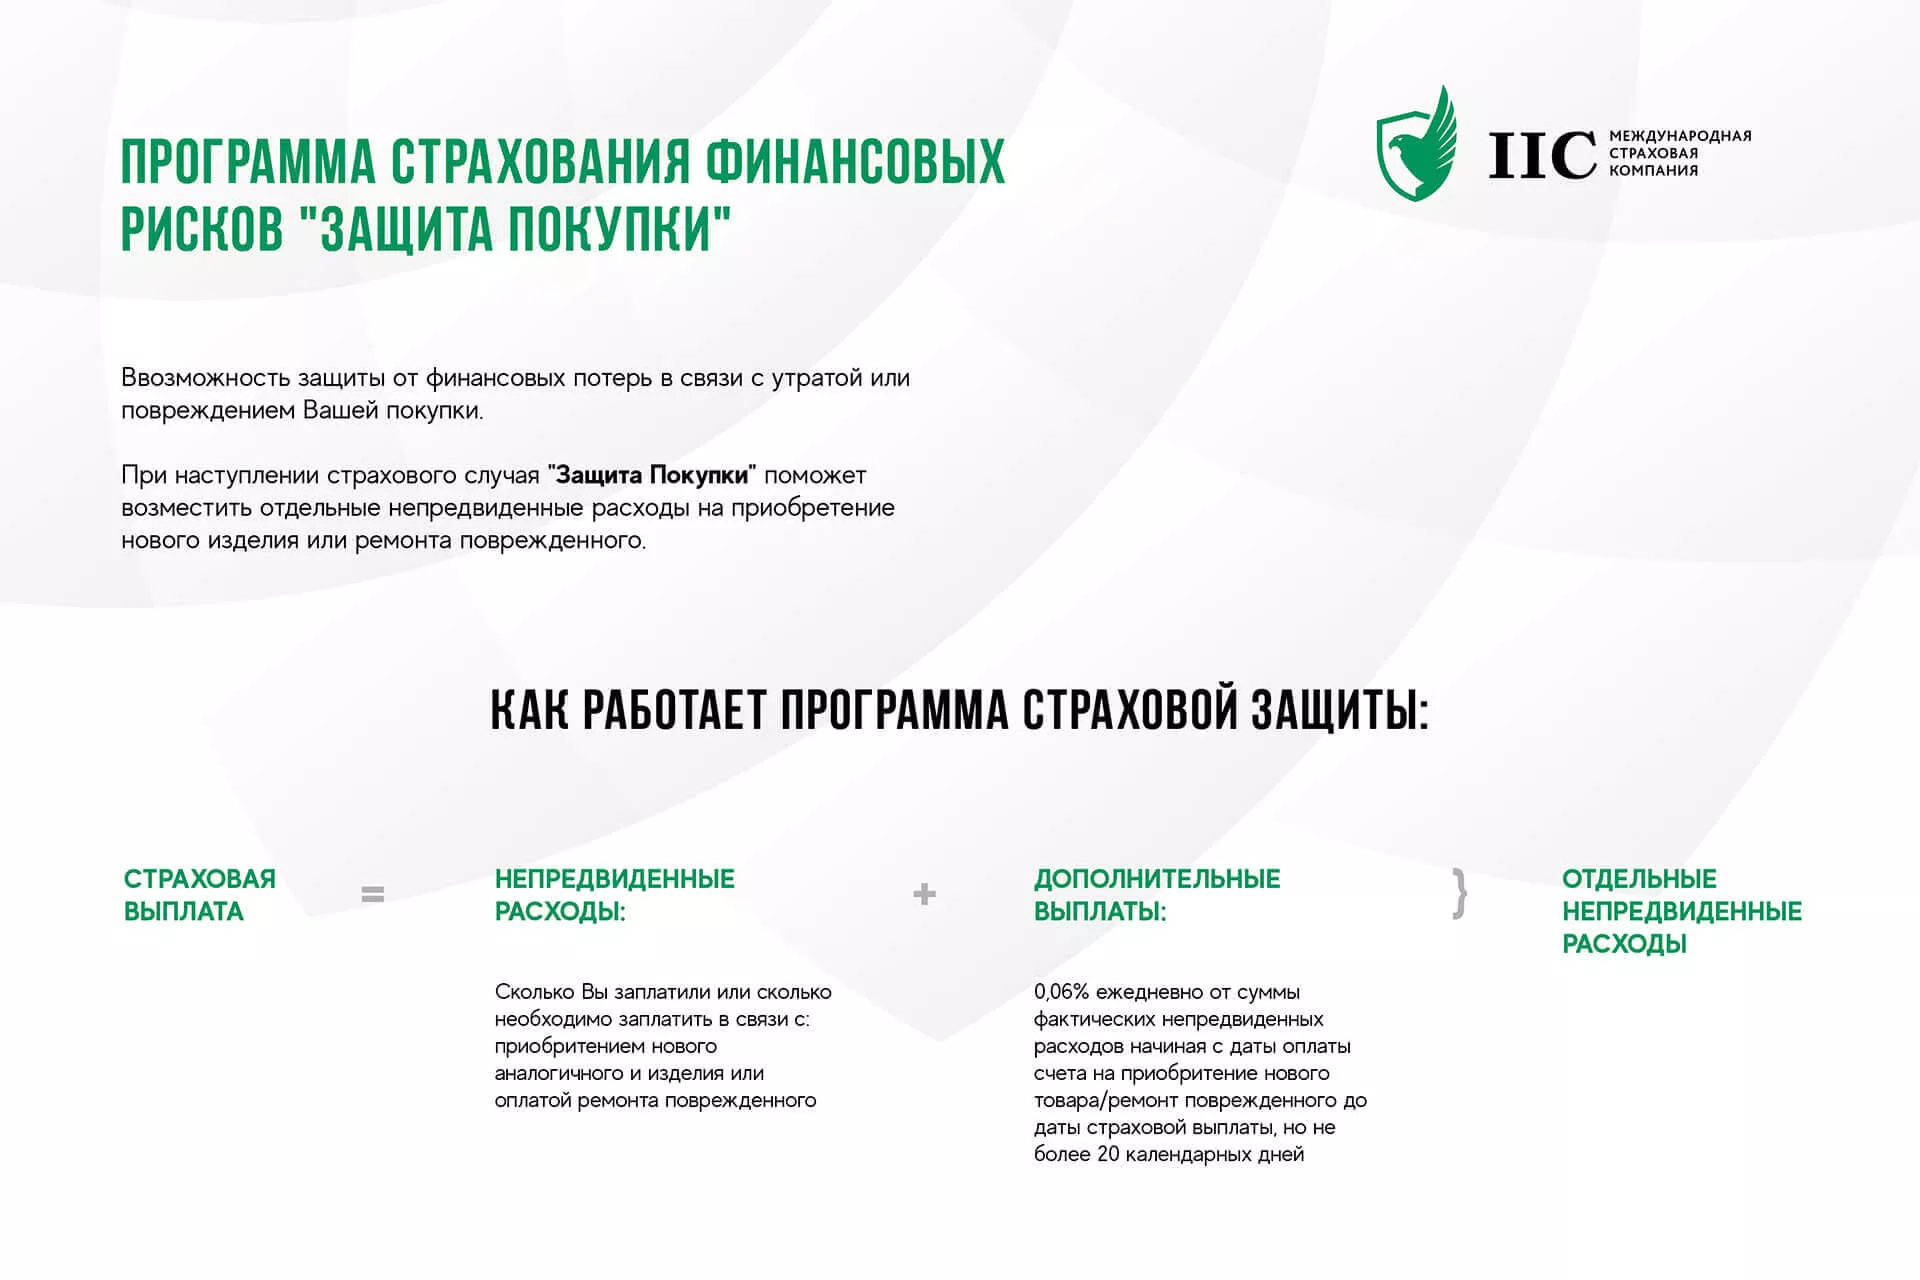 ПРОГРАММА СТРАХОВАНИЯ ФИНАНСОВЫХ
РИСКОВ "ЗАЩИТА ПОКУПКИ"
IIC
МЕЖДУНАРОДНАЯ
СТРАХОВАЯ
КОМПАНИЯ
Ввозможность защиты от финансовых потерь в связи с утратой или
повреждением Вашей покупки.
При наступлении страхового случая "Защита Покупки" поможет
возместить отдельные непредвиденные расходы на приобретение
нового изделия или ремонта поврежденного.
КАК РАБОТАЕТ ПРОГРАММА СТРАХОВОЙ ЗАЩИТЫ:
СТРАХОВАЯ
ВЫПЛАТА
=
НЕПРЕДВИДЕННЫЕ
РАСХОДЫ:
Сколько Вы заплатили или сколько
необходимо заплатить в связи с:
приобритением нового
аналогичного и изделия или
оплатой ремонта поврежденного
+
ДОПОЛНИТЕЛЬНЫЕ
ВЫПЛАТЫ:
0,06% ежедневно от суммы
фактических непредвиденных
расходов начиная с даты оплаты
счета на приобритение нового
товара/ремонт поврежденного до
даты страховой выплаты, но не
более 20 календарных дней
}
ОТДЕЛЬНЫЕ
НЕПРЕДВИДЕННЫЕ
РАСХОДЫ